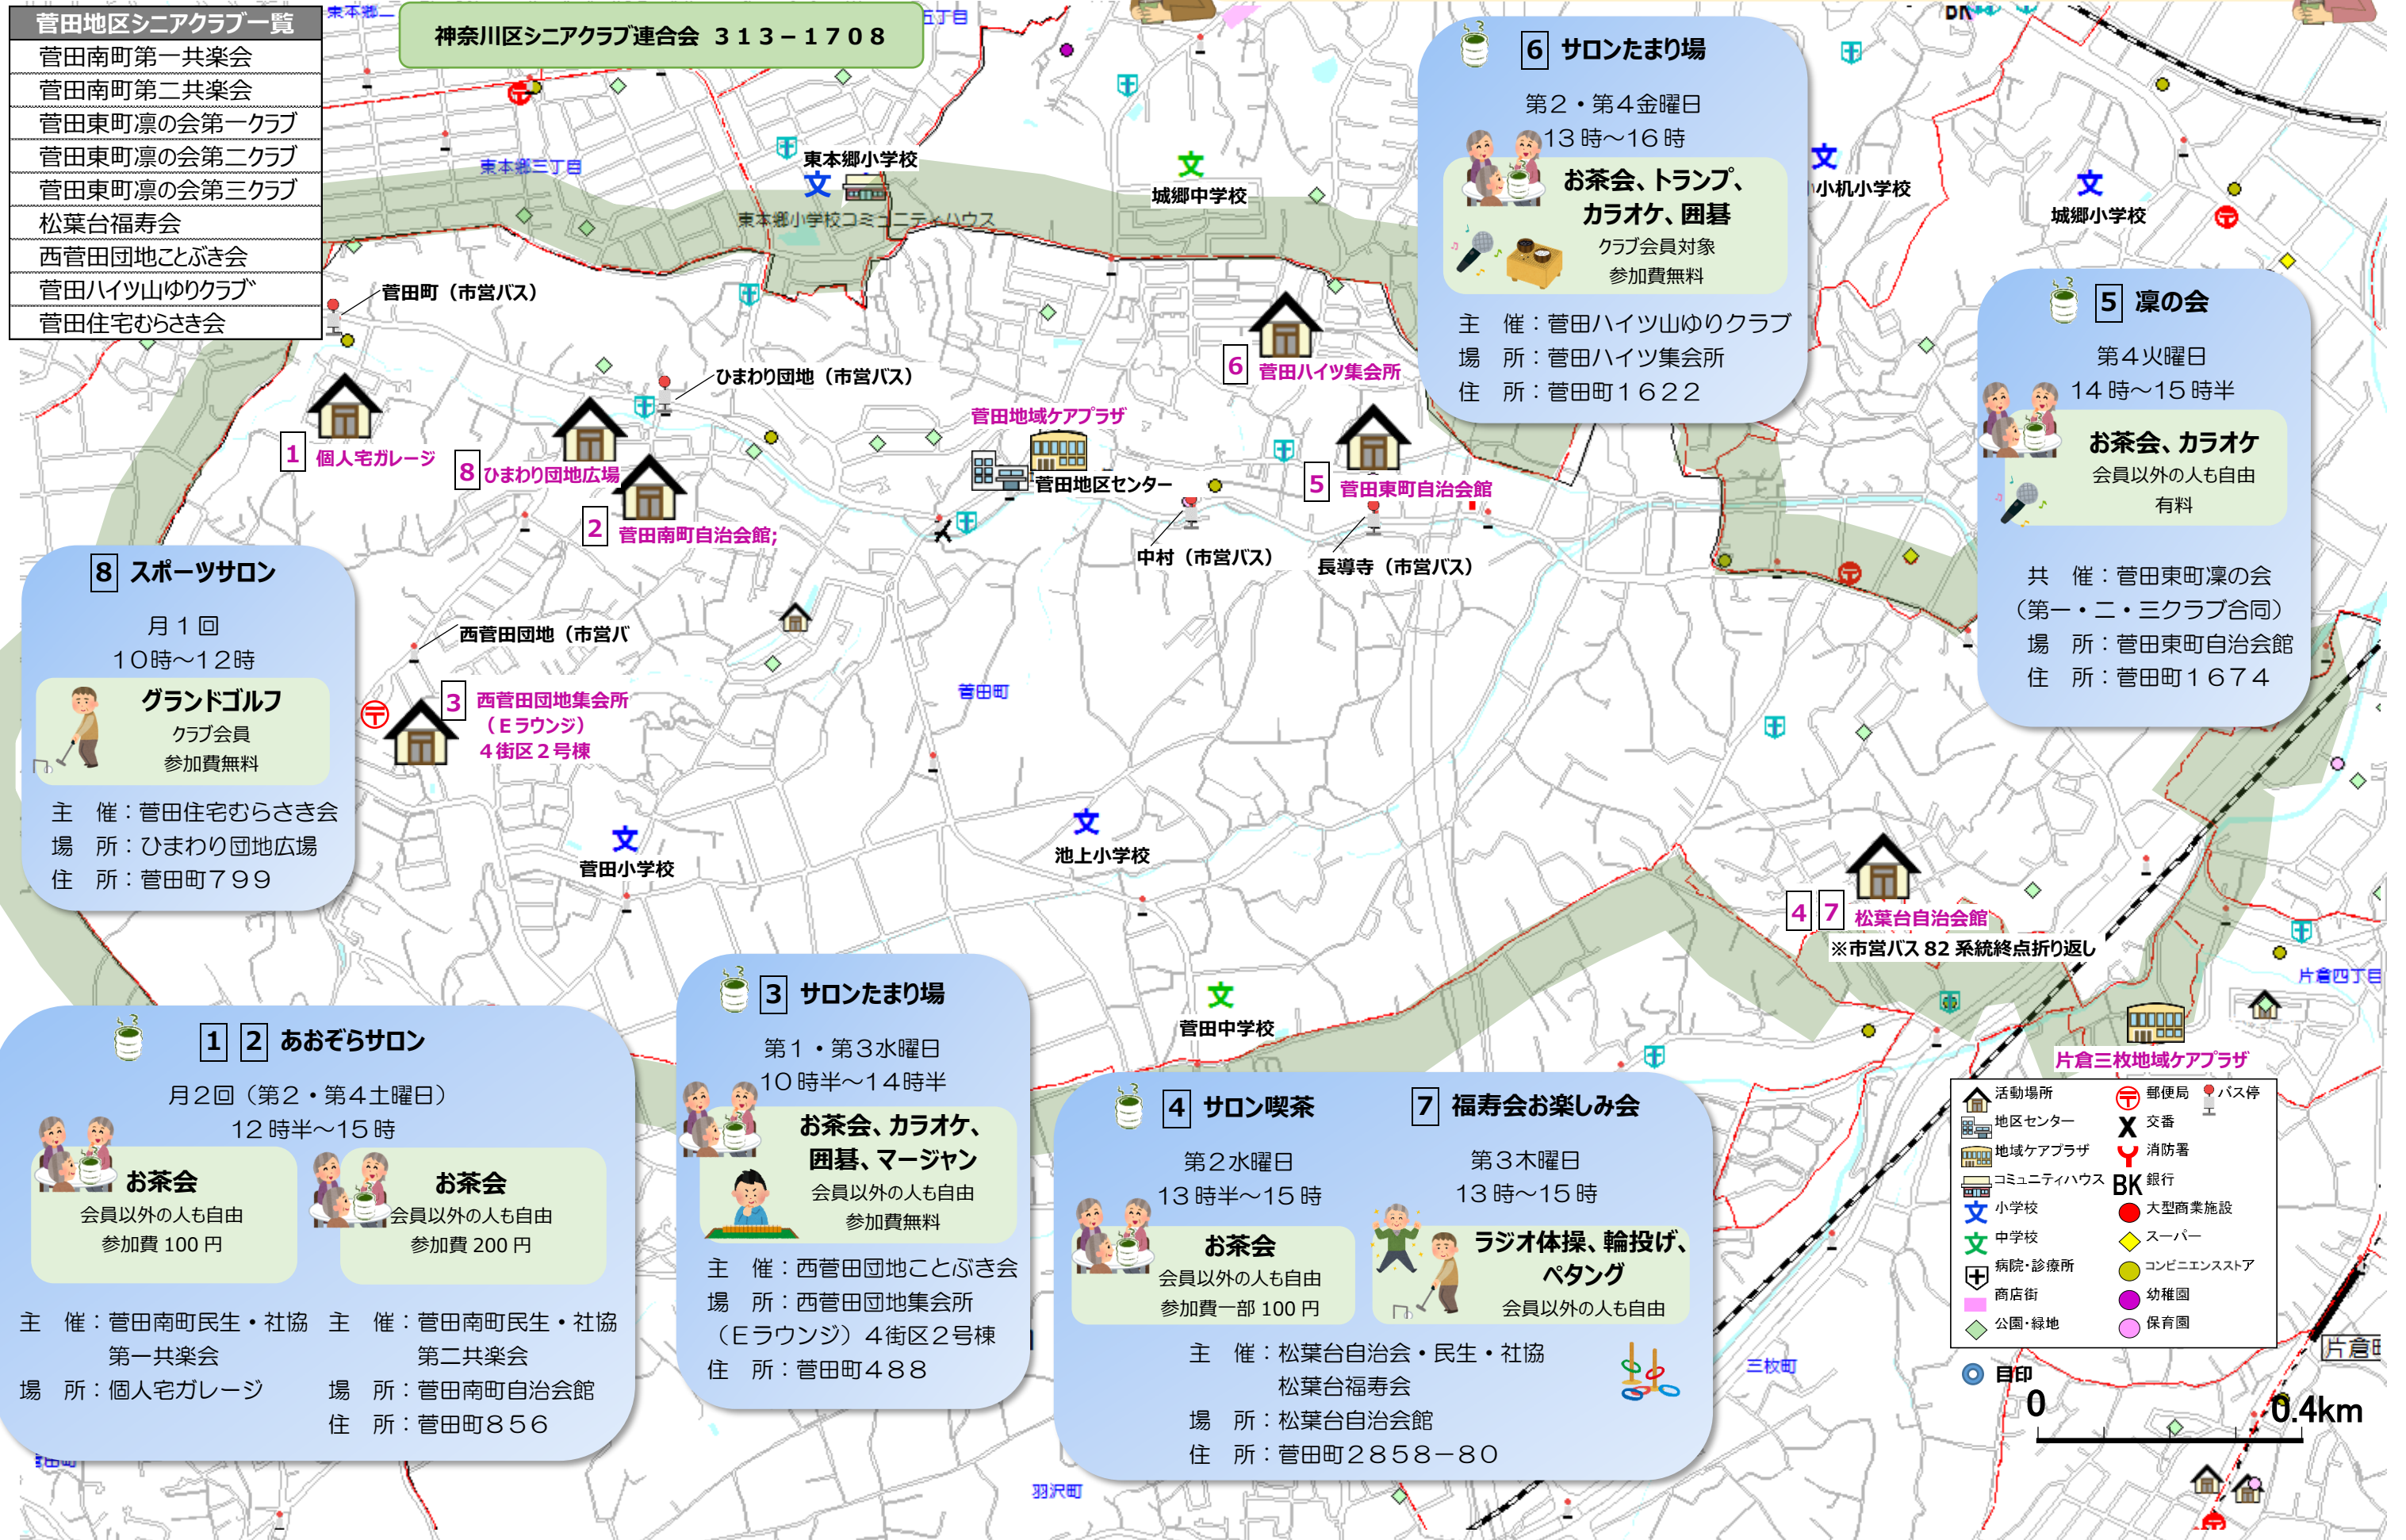 菅田地区シニアクラブ一覧
菅田南町第一共楽会
菅田南町第二共楽会
菅田東町凛の会第一クラブ
菅田東町凛の会第二クラブ
菅田東町凛の会第三クラブ
松葉台福寿会
西菅田団地ことぶき会
菅田ハイツ山ゆりクラブ
菅田住宅むらさき会
神奈川区シニアクラブ連合会 ３１３－１７０８
五丁目
東本郷三丁目
東本郷小学校
文
東本郷小学校コミュニティハウス
文
城郷中学校
文
小机小学校
文
城郷小学校
BK
菅田町（市営バス）
ひまわり団地（市営バス）
1 個人宅ガレージ
8 ひまわり団地広場
2 菅田南町自治会館;
菅田地域ケアプラザ
菅田地区センター
6 菅田ハイツ集会所
5 菅田東町自治会館
中村（市営バス）
長導寺（市営バス）
西菅田団地（市営バ
3 西菅田団地集会所
（Ｅラウンジ）
４街区２号棟
菅田町
文
菅田小学校
文
池上小学校
文
菅田中学校
4 7 松葉台自治会館
※市営バス 82 系統終点折り返し
片倉四丁目
片倉三枚地域ケアプラザ
三枚町
羽沢町
6 サロンたまり場
第２・第４金曜日
13 時～16 時
お茶会、トランプ、
カラオケ、囲碁
クラブ会員対象
参加費無料
主　催：菅田ハイツ山ゆりクラブ
場　所：菅田ハイツ集会所
住　所：菅田町１６２２
5 凛の会
第４火曜日
14 時～15 時半
お茶会、カラオケ
会員以外の人も自由
有料
共　催：菅田東町凜の会
（第一・二・三クラブ合同）
場　所：菅田東町自治会館
住　所：菅田町１６７４
8 スポーツサロン
月１回
１０時～１２時
グランドゴルフ
クラブ会員
参加費無料
主　催：菅田住宅むらさき会
場　所：ひまわり団地広場
住　所：菅田町７９９
1 2 あおぞらサロン
月２回（第２・第４土曜日）
12 時半～15 時
お茶会
会員以外の人も自由
参加費 100 円
主　催：菅田南町民生・社協
第一共楽会
場　所：個人宅ガレージ
お茶会
会員以外の人も自由
参加費 200 円
主　催：菅田南町民生・社協
第二共楽会
場　所：菅田南町自治会館
住　所：菅田町８５６
3 サロンたまり場
第１・第３水曜日
10 時半～14 時半
お茶会、カラオケ、
囲碁、マージャン
会員以外の人も自由
参加費無料
主　催：西菅田団地ことぶき会
場　所：西菅田団地集会所
（Ｅラウンジ）４街区２号棟
住　所：菅田町４８８
4 サロン喫茶
第２水曜日
13 時半～15 時
お茶会
会員以外の人も自由
参加費一部 100 円
7 福寿会お楽しみ会
第３木曜日
13 時～15 時
ラジオ体操、輪投げ、
ペタング
会員以外の人も自由
主　催：松葉台自治会・民生・社協
松葉台福寿会
場　所：松葉台自治会館
住　所：菅田町２８５８－８０
活動場所
地区センター
地域ケアプラザ
コミュニティハウス
文 小学校
文 中学校
病院・診療所
商店街
公園・緑地
郵便局
バス停
交番
消防署
BK 銀行
大型商業施設
スーパー
コンビニエンスストア
幼稚園
保育園
目印
0
0.4km